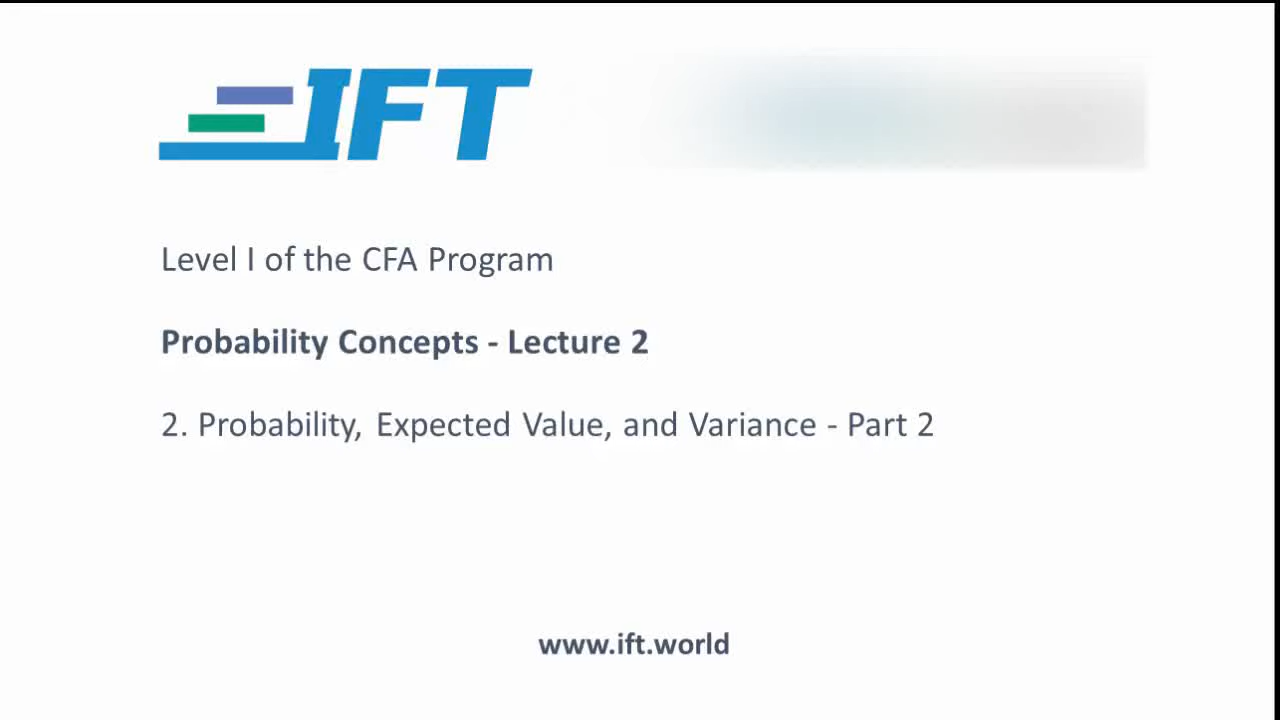 IFT
Level I of the CFA Program
Probability Concepts - Lecture 2
2. Probability, Expected Value, and Variance - Part 2
www.ift.world